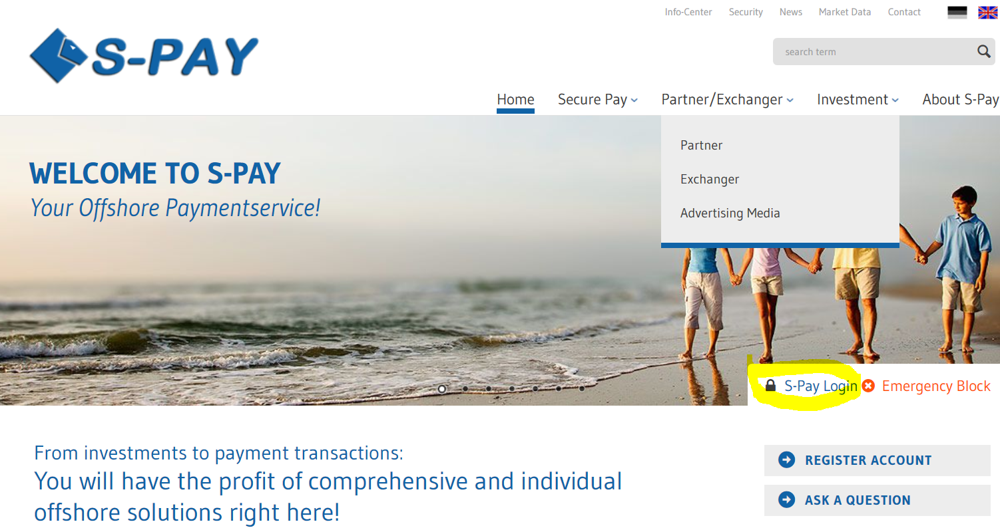 Info-Center Security News Market Data Contact
S-PAY
search term
Home Secure Pay Partner/Exchanger Investment About S-Pay
Partner
Exchanger
Advertising Media
WELCOME TO S-PAY
Your Offshore Paymentservice!
S-Pay Login Emergency Block
From investments to payment transactions:
You will have the profit of comprehensive and individual
offshore solutions right here!
REGISTER ACCOUNT
ASK A QUESTION